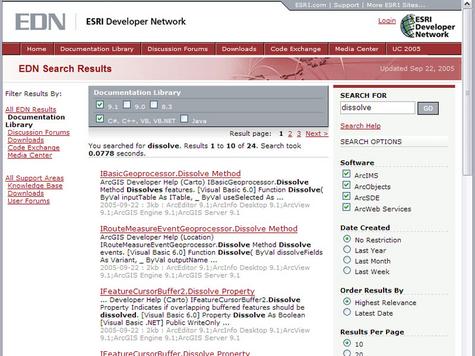 ESRI.com | Support | More ESRI Sites...
EDN ESRI Developer Network
Login
ESRI Developer Network
Home Documentation Library Discussion Forums Downloads Code Exchange Media Center UC 2005
EDN Search Results
Updated Sep 22, 2005
Filter Results By:
All EDN Results
Documentation Library
Discussion Forums
Downloads
Code Exchange
Media Center
All Support Areas
Knowledge Base
Downloads
User Forums
Documentation Library
9.1 9.0 8.3
C#, C++, VB, VB.NET Java
Result page: 1 2 3 Next >
You searched for dissolve. Results 1 to 10 of 24. Search took
0.0778 seconds.
IBasicGeoprocessor.Dissolve Method
ArcGIS Developer Help (Carto) IBasicGeoprocessor.Dissolve
Method Dissolves features. [Visual Basic 6.0] Function Dissolve(
ByVal inputTable As ITable, _ ByVal useSelected As ...
2005-09-22 : 3kb : ArcEditor 9.1;ArcInfo Desktop 9.1;ArcView
9.1;ArcGIS Engine 9.1;ArcGIS Server 9.1
IRouteMeasureEventGeoprocessor.Dissolve Method
ArcGIS Developer Help (Location)
IRouteMeasureEventGeoprocessor.Dissolve Method Dissolve
events. [Visual Basic 6.0] Function Dissolve( ByVal dissolveFields
As Variant, _ ByVal outputName ...
2005-09-22 : 3kb : ArcEditor 9.1;ArcInfo Desktop 9.1;ArcView
9.1;ArcGIS Engine 9.1;ArcGIS Server 9.1
IFeatureCursorBuffer2.Dissolve Property
... Developer Help (Carto) IFeatureCursorBuffer2.Dissolve
Property Indicates if overlapping buffered features should be
dissolved. [Visual Basic 6.0] Property Dissolve As Boolean
[Visual Basic .NET] Public WriteOnly ...
2005-09-22 : 2kb : ArcEditor 9.1;ArcInfo Desktop 9.1;ArcView
9.1;ArcGIS Engine 9.1;ArcGIS Server 9.1
IFeatureCursorBuffer.Dissolve Property
SEARCH FOR
dissolve GO
Search Help
SEARCH OPTIONS
Software
ArcIMS
ArcObjects
ArcSDE
ArcWeb Services
Date Created
No Restriction
Last Year
Last Month
Last Week
Order Results By
Highest Relevance
Latest Date
Results Per Page
10
20